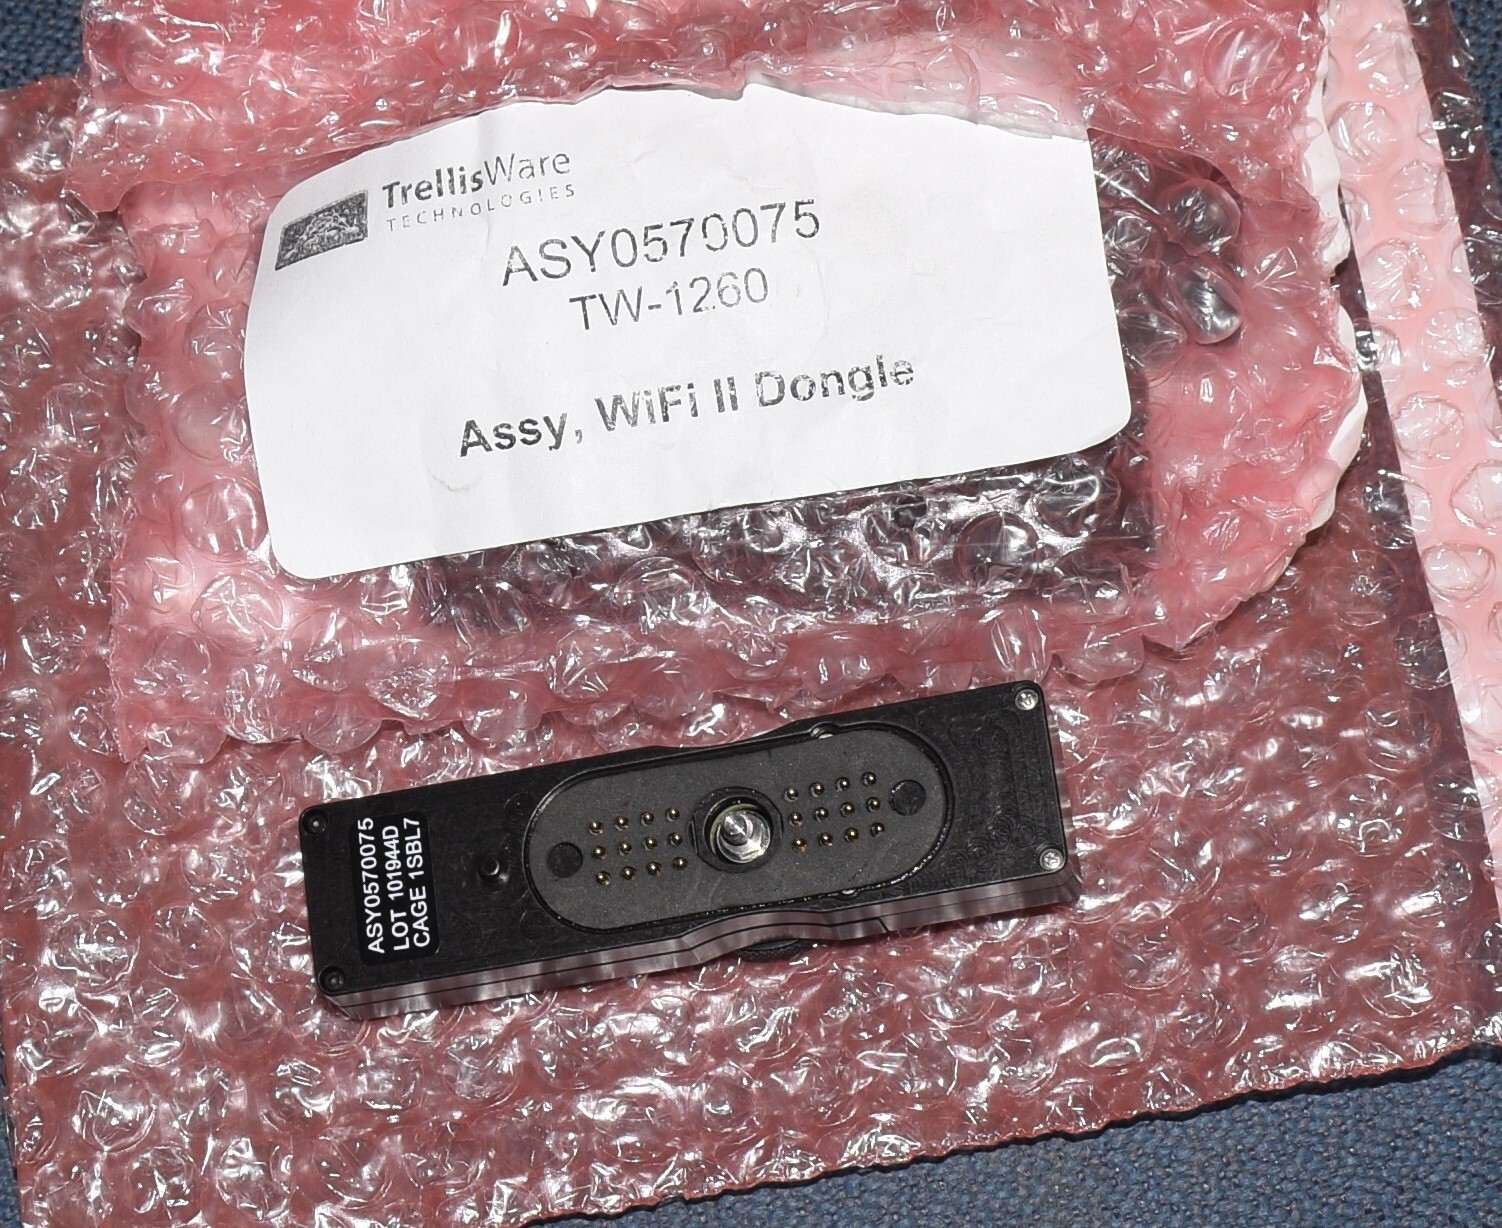 TrellisWare
TECHNOLOGIES
ASY0570075
TW-1260
Assy, WiFi II Dongle
ASY0570075
LOT 101944D
CAGE 1SBL7